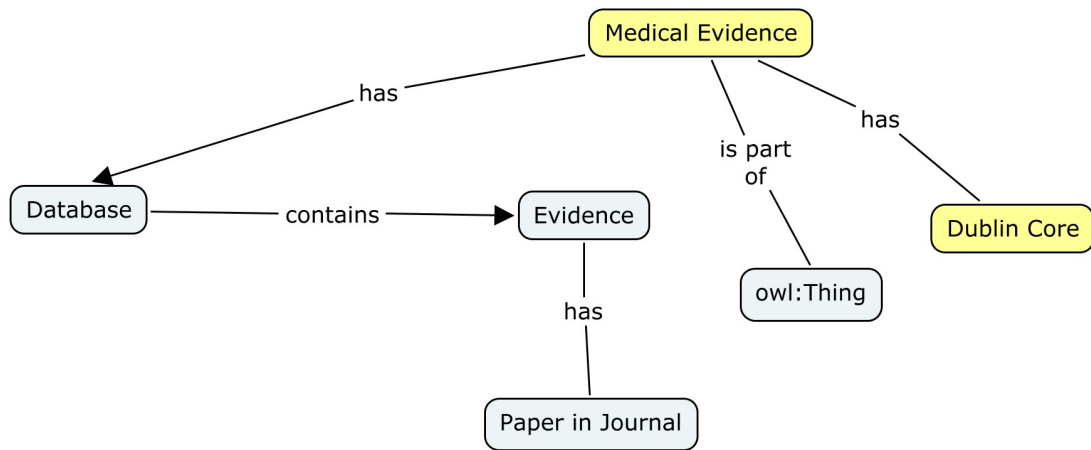 Medical Evidence
has
has
is part
of
Database
contains
Evidence
Dublin Core
owl:Thing
has
Paper in Journal